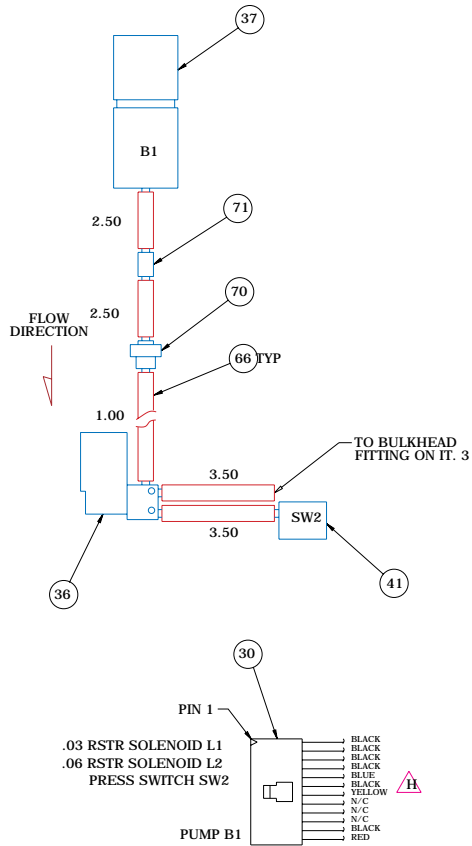 37
B1
2.50
71
2.50
70
FLOW
DIRECTION
66 TYP
1.00
TO BULKHEAD
FITTING ON IT. 3
3.50
SW2
3.50
36
41
30
PIN 1
.03 RSTR SOLENOID L1
.06 RSTR SOLENOID L2
PRESS SWITCH SW2
PUMP B1
BLACK
BLACK
BLACK
BLACK
BLUE
BLACK
YELLOW
N/C
N/C
N/C
BLACK
RED
H